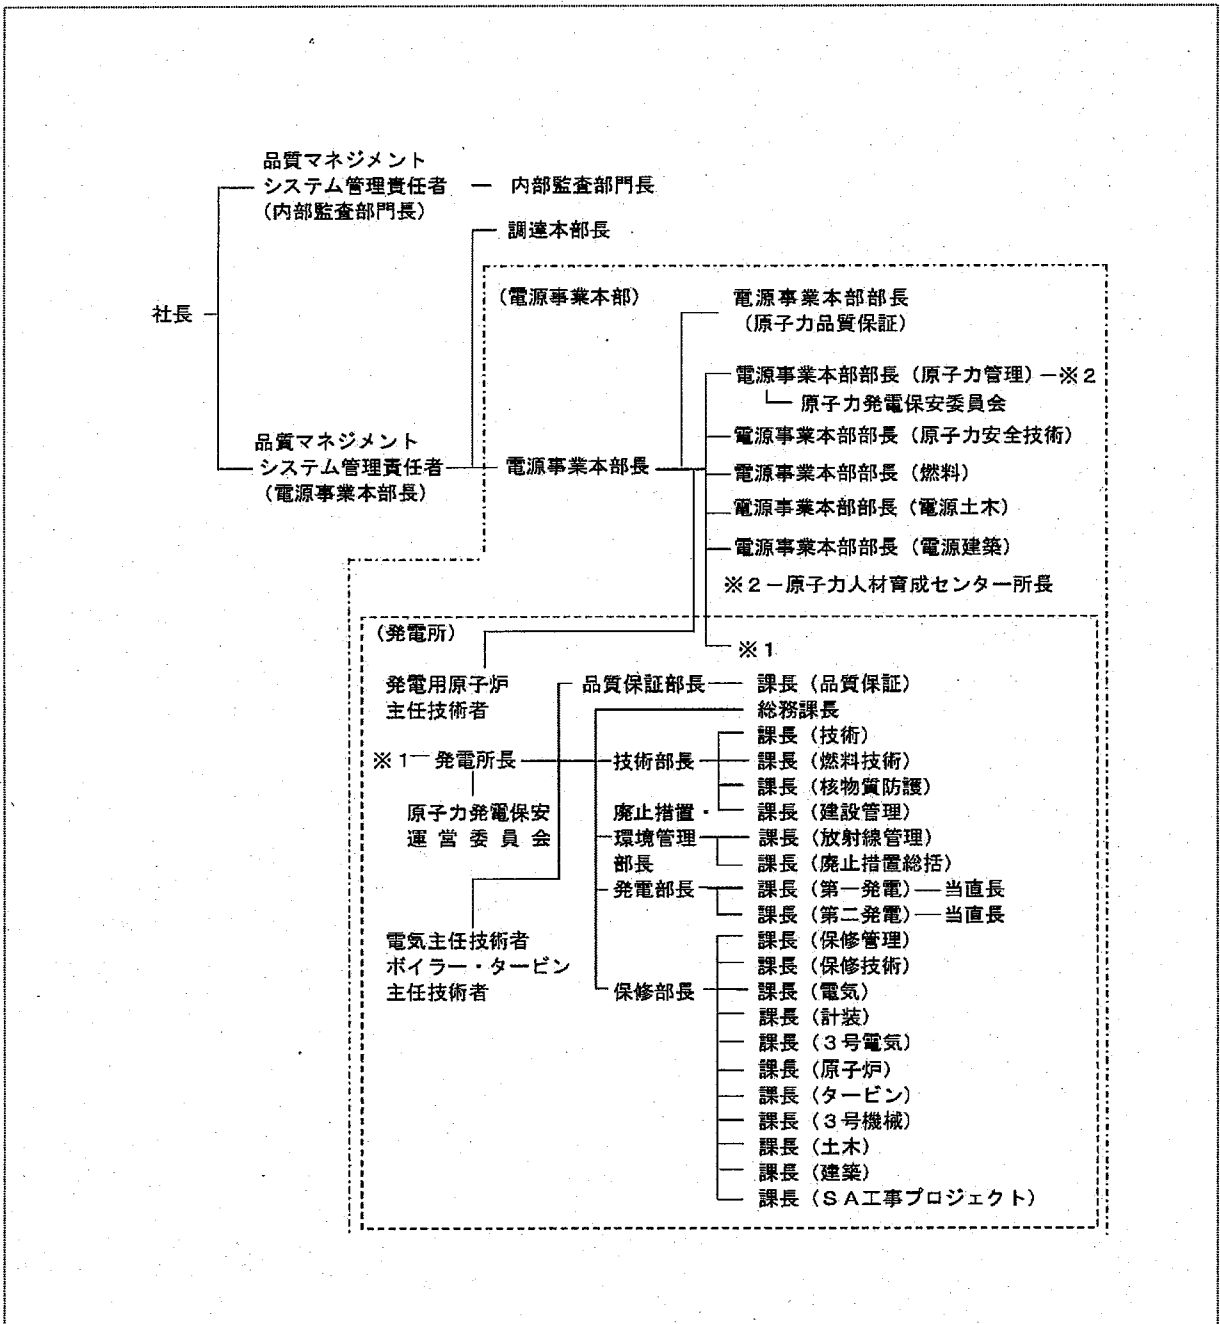 品質マネジメント
システム管理責任者 － 内部監査部門長
(内部監査部門長)
調達本部長
(電源事業本部)
電源事業本部部長
(原子力品質保証)
社長
電源事業本部部長（原子力管理）－※２
原子力発電保安委員会
電源事業本部部長（原子力安全技術）
品質マネジメント
システム管理責任者
(電源事業本部長)
電源事業本部長
電源事業本部部長（燃料）
電源事業本部部長（電源土木）
電源事業本部部長（電源建築）
※２－原子力人材育成センター所長
(発電所)
※１
発電用原子炉
主任技術者
品質保証部長
課長（品質保証）
総務課長
課長（技術）
※１－発電所長
技術部長
課長（燃料技術）
課長（核物質防護）
原子力発電保安
運営委員会
廃止措置・
環境管理
部長
課長（建設管理）
課長（放射線管理）
課長（廃止措置総括）
発電部長
課長（第一発電）－当直長
課長（第二発電）－当直長
電気主任技術者
ボイラー・タービン
主任技術者
課長（保修管理）
課長（保修技術）
保修部長
課長（電気）
課長（計装）
課長（３号電気）
課長（原子炉）
課長（タービン）
課長（３号機械）
課長（土木）
課長（建築）
課長（ＳＡ工事プロジェクト）